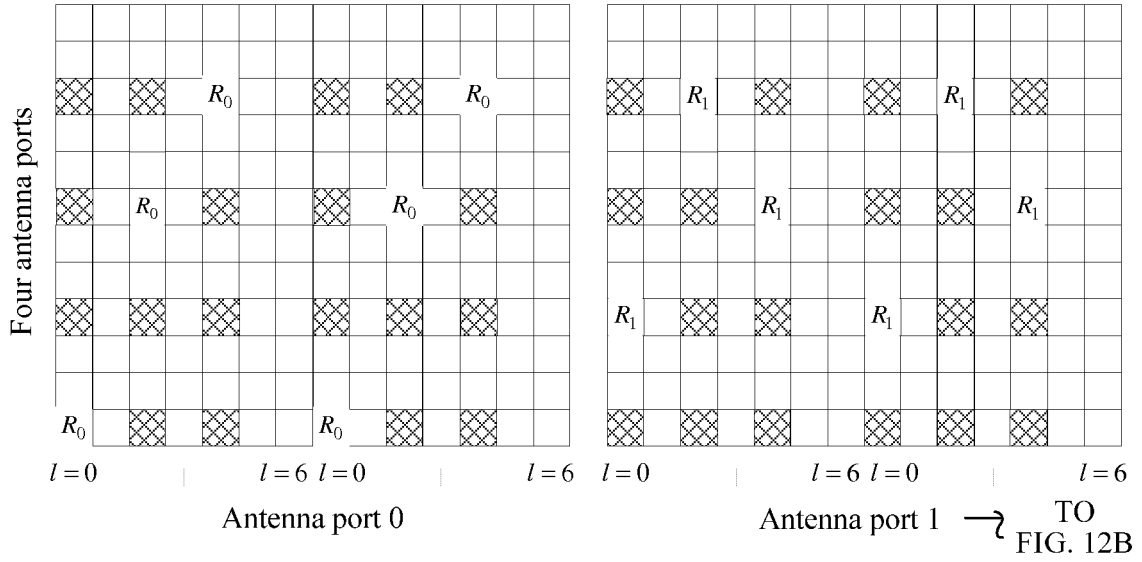 Four antenna ports
R₀ R₀
R₀ R₀
R₀ R₀
l = 0 l = 6 l = 0 l = 6
Antenna port 0
R₁ R₁
R₁ R₁
R₁ R₁
l = 0 l = 6 l = 0 l = 6
Antenna port 1
TO
FIG. 12B